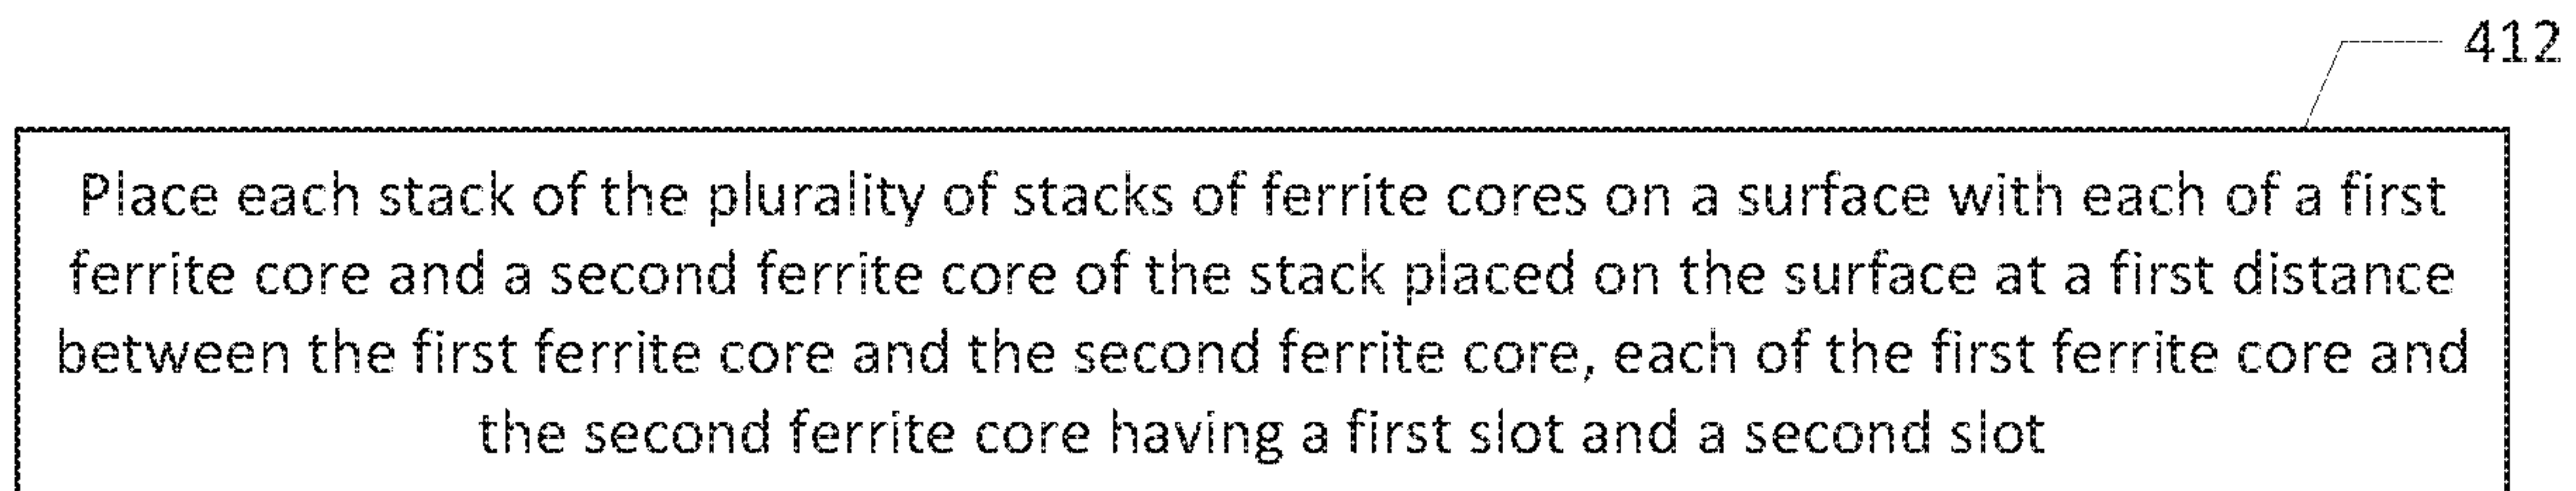 412
Place each stack of the plurality of stacks of ferrite cores on a surface with each of a first
ferrite core and a second ferrite core of the stack placed on the surface at a first distance
between the first ferrite core and the second ferrite core, each of the first ferrite core and
the second ferrite core having a first slot and a second slot